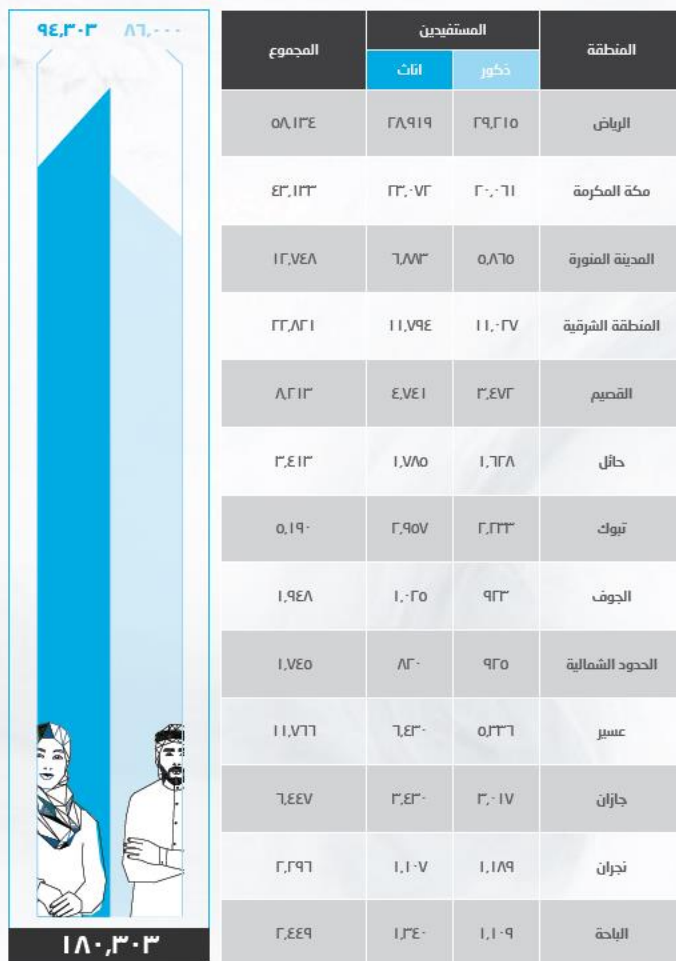 المنطقة المستفيدين المجموع
ذكور اناث
الرياض ٢٩,٢١٥ ٢٨,٩١٩ ٥٨,١٣٤
مكة المكرمة ٢٠,٠٦١ ٢٣,٠٧٢ ٤٣,١٣٣
المدينة المنورة ٥,٨٦٥ ٦,٨٨٣ ١٢,٧٤٨
المنطقة الشرقية ١١,٠٢٧ ١١,٧٩٤ ٢٢,٨٢١
القصيم ٣,٤٧٢ ٤,٧٤١ ٨,٢١٣
حائل ١,٦٢٨ ١,٧٨٥ ٣,٤١٣
تبوك ٢,٢٣٣ ٢,٩٥٧ ٥,١٩٠
الجوف ٩٢٣ ١,٠٢٥ ١,٩٤٨
الحدود الشمالية ٩٢٥ ٨٢٠ ١,٧٤٥
عسير ٥,٣٣٦ ٦,٤٣٠ ١١,٧٦٦
جازان ٣,٠١٧ ٣,٤٣٠ ٦,٤٤٧
نجران ١,١٨٩ ١,١٠٧ ٢,٢٩٦
الباحة ١,١٠٩ ١,٣٤٠ ٢,٤٤٩
٨٦,٠٠٠ ٩٤,٣٠٣
١٨٠,٣٠٣